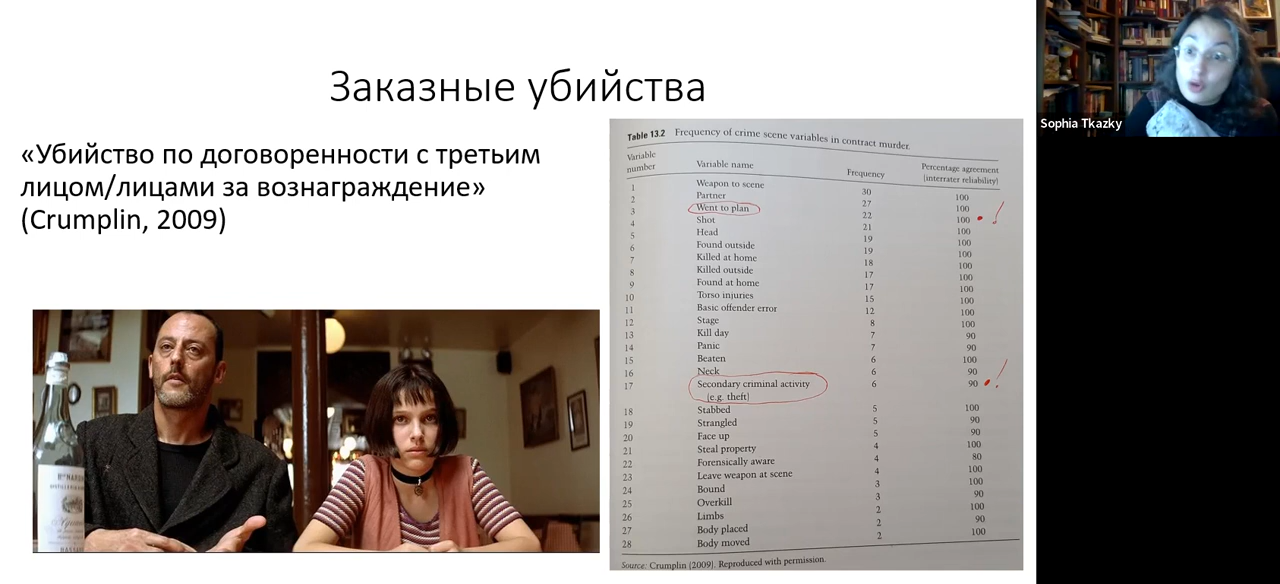 Заказные убийства
«Убийство по договоренности с третьим
лицом/лицами за вознаграждение»
(Crumplin, 2009)
Table 13.2 Frequency of crime scene variables in contract murder.
Variable number Variable name Frequency Percentage agreement (interrater reliability)
1 Weapon to scene 30 100
2 Partner 27 100
3 Went to plan 22 100 !
4 Shot 21 100
5 Head 19 100
6 Found outside 19 100
7 Killed at home 18 100
8 Killed outside 17 100
9 Found at home 17 100
10 Torso injuries 15 100
11 Basic offender error 12 100
12 Stage 8 100
13 Kill day 7 90
14 Panic 7 90
15 Beaten 6 100
16 Neck 6 90
17 Secondary criminal activity 6 90 !
(e.g. theft)
18 Stabbed 5 100
19 Strangled 5 90
20 Face up 5 90
21 Steal property 4 100
22 Forensically aware 4 80
23 Leave weapon at scene 4 100
24 Bound 3 100
25 Overkill 3 90
26 Limbs 2 100
27 Body placed 2 90
28 Body moved 2 100
Source: Crumplin (2009). Reproduced with permission.
Sophia Tkazky